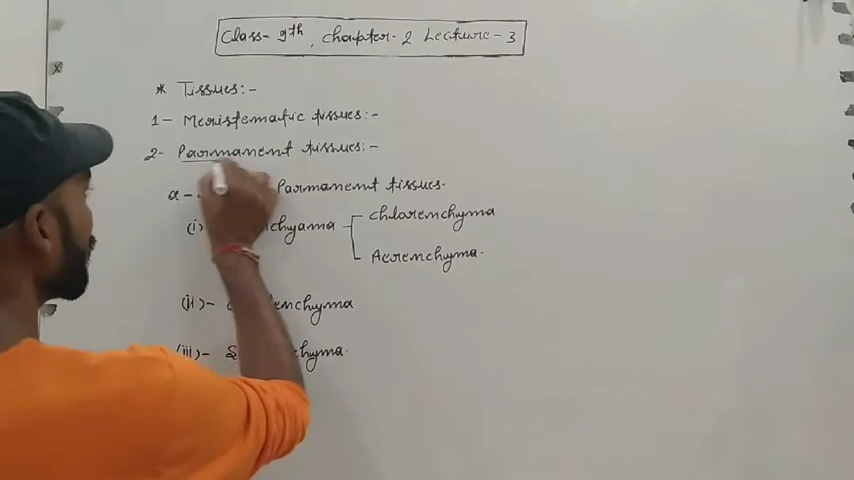 Class- 9th, Chapter- 2 Lecture - 3
* Tissues:-
1- Meristematic tissues:-
2- Parmanent tissues:-
a- Parmanent tissues.
(i) chyama
chlarenchyma
Aerenchyma.
(ii)- enchyma
(iii)- chyma.